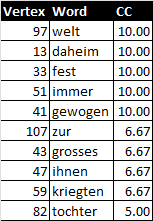 Vertex Word CC
97 welt 10.00
13 daheim 10.00
33 fest 10.00
51 immer 10.00
41 gewogen 10.00
107 zur 6.67
43 grosses 6.67
47 ihnen 6.67
59 kriegten 6.67
82 tochter 5.00